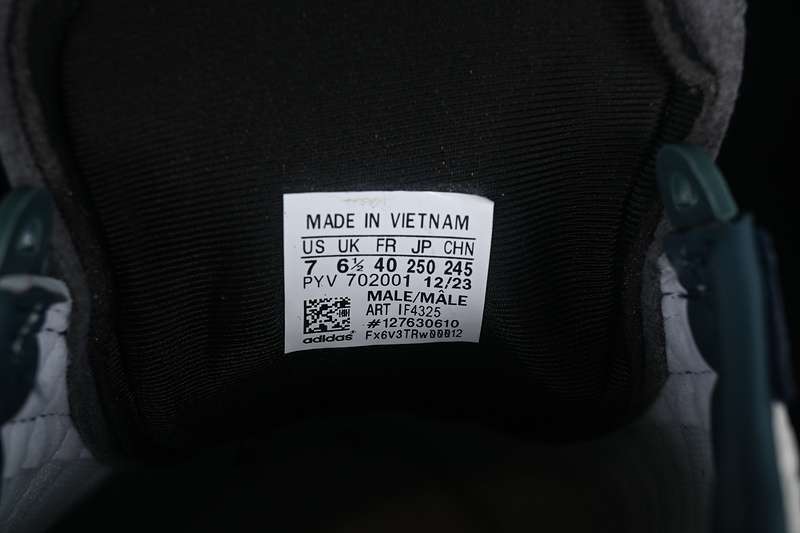 MADE IN VIETNAM
US UK FR JP CHN
7 6½ 40 250 245
PYV 702001 12/23
MALE/MÂLE
ART IF4325
#127630610
adidas Fx6V3TRw00012